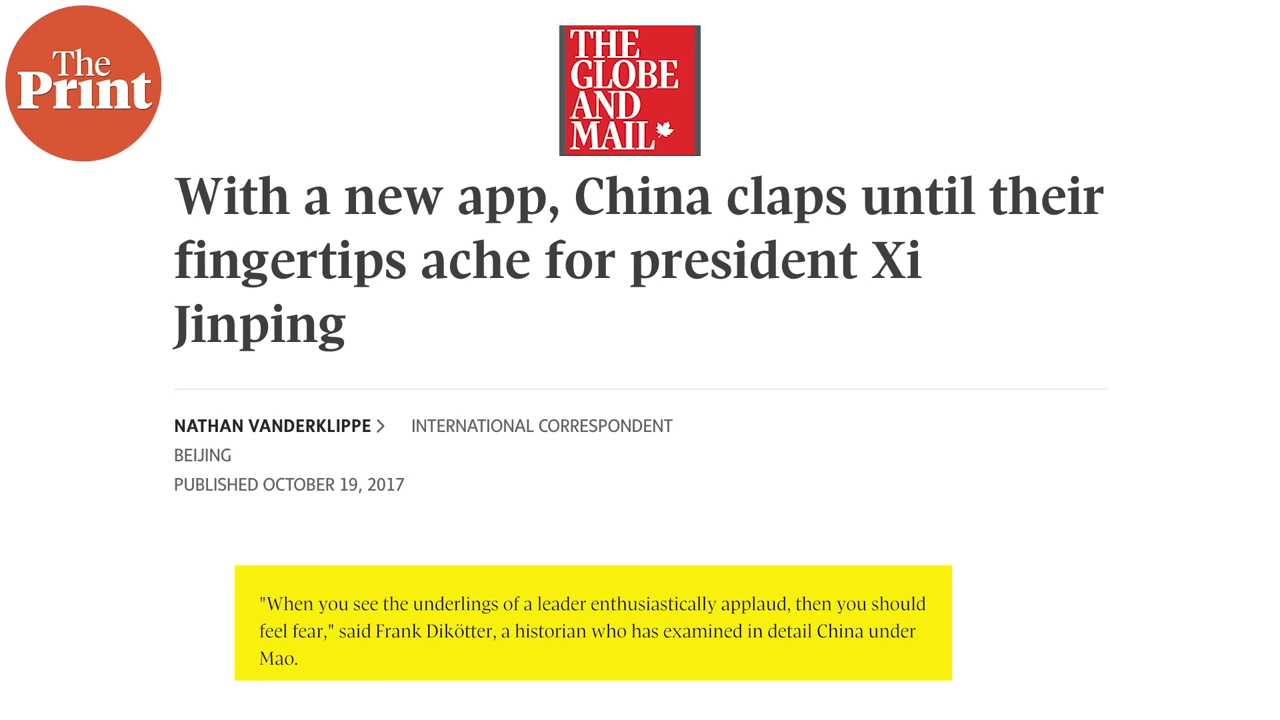 The
Print
THE
GLOBE
AND
MAIL
With a new app, China claps until their
fingertips ache for president Xi
Jinping
NATHAN VANDERKLIPPE > INTERNATIONAL CORRESPONDENT
BEIJING
PUBLISHED OCTOBER 19, 2017
"When you see the underlings of a leader enthusiastically applaud, then you should
feel fear," said Frank Dikötter, a historian who has examined in detail China under
Mao.